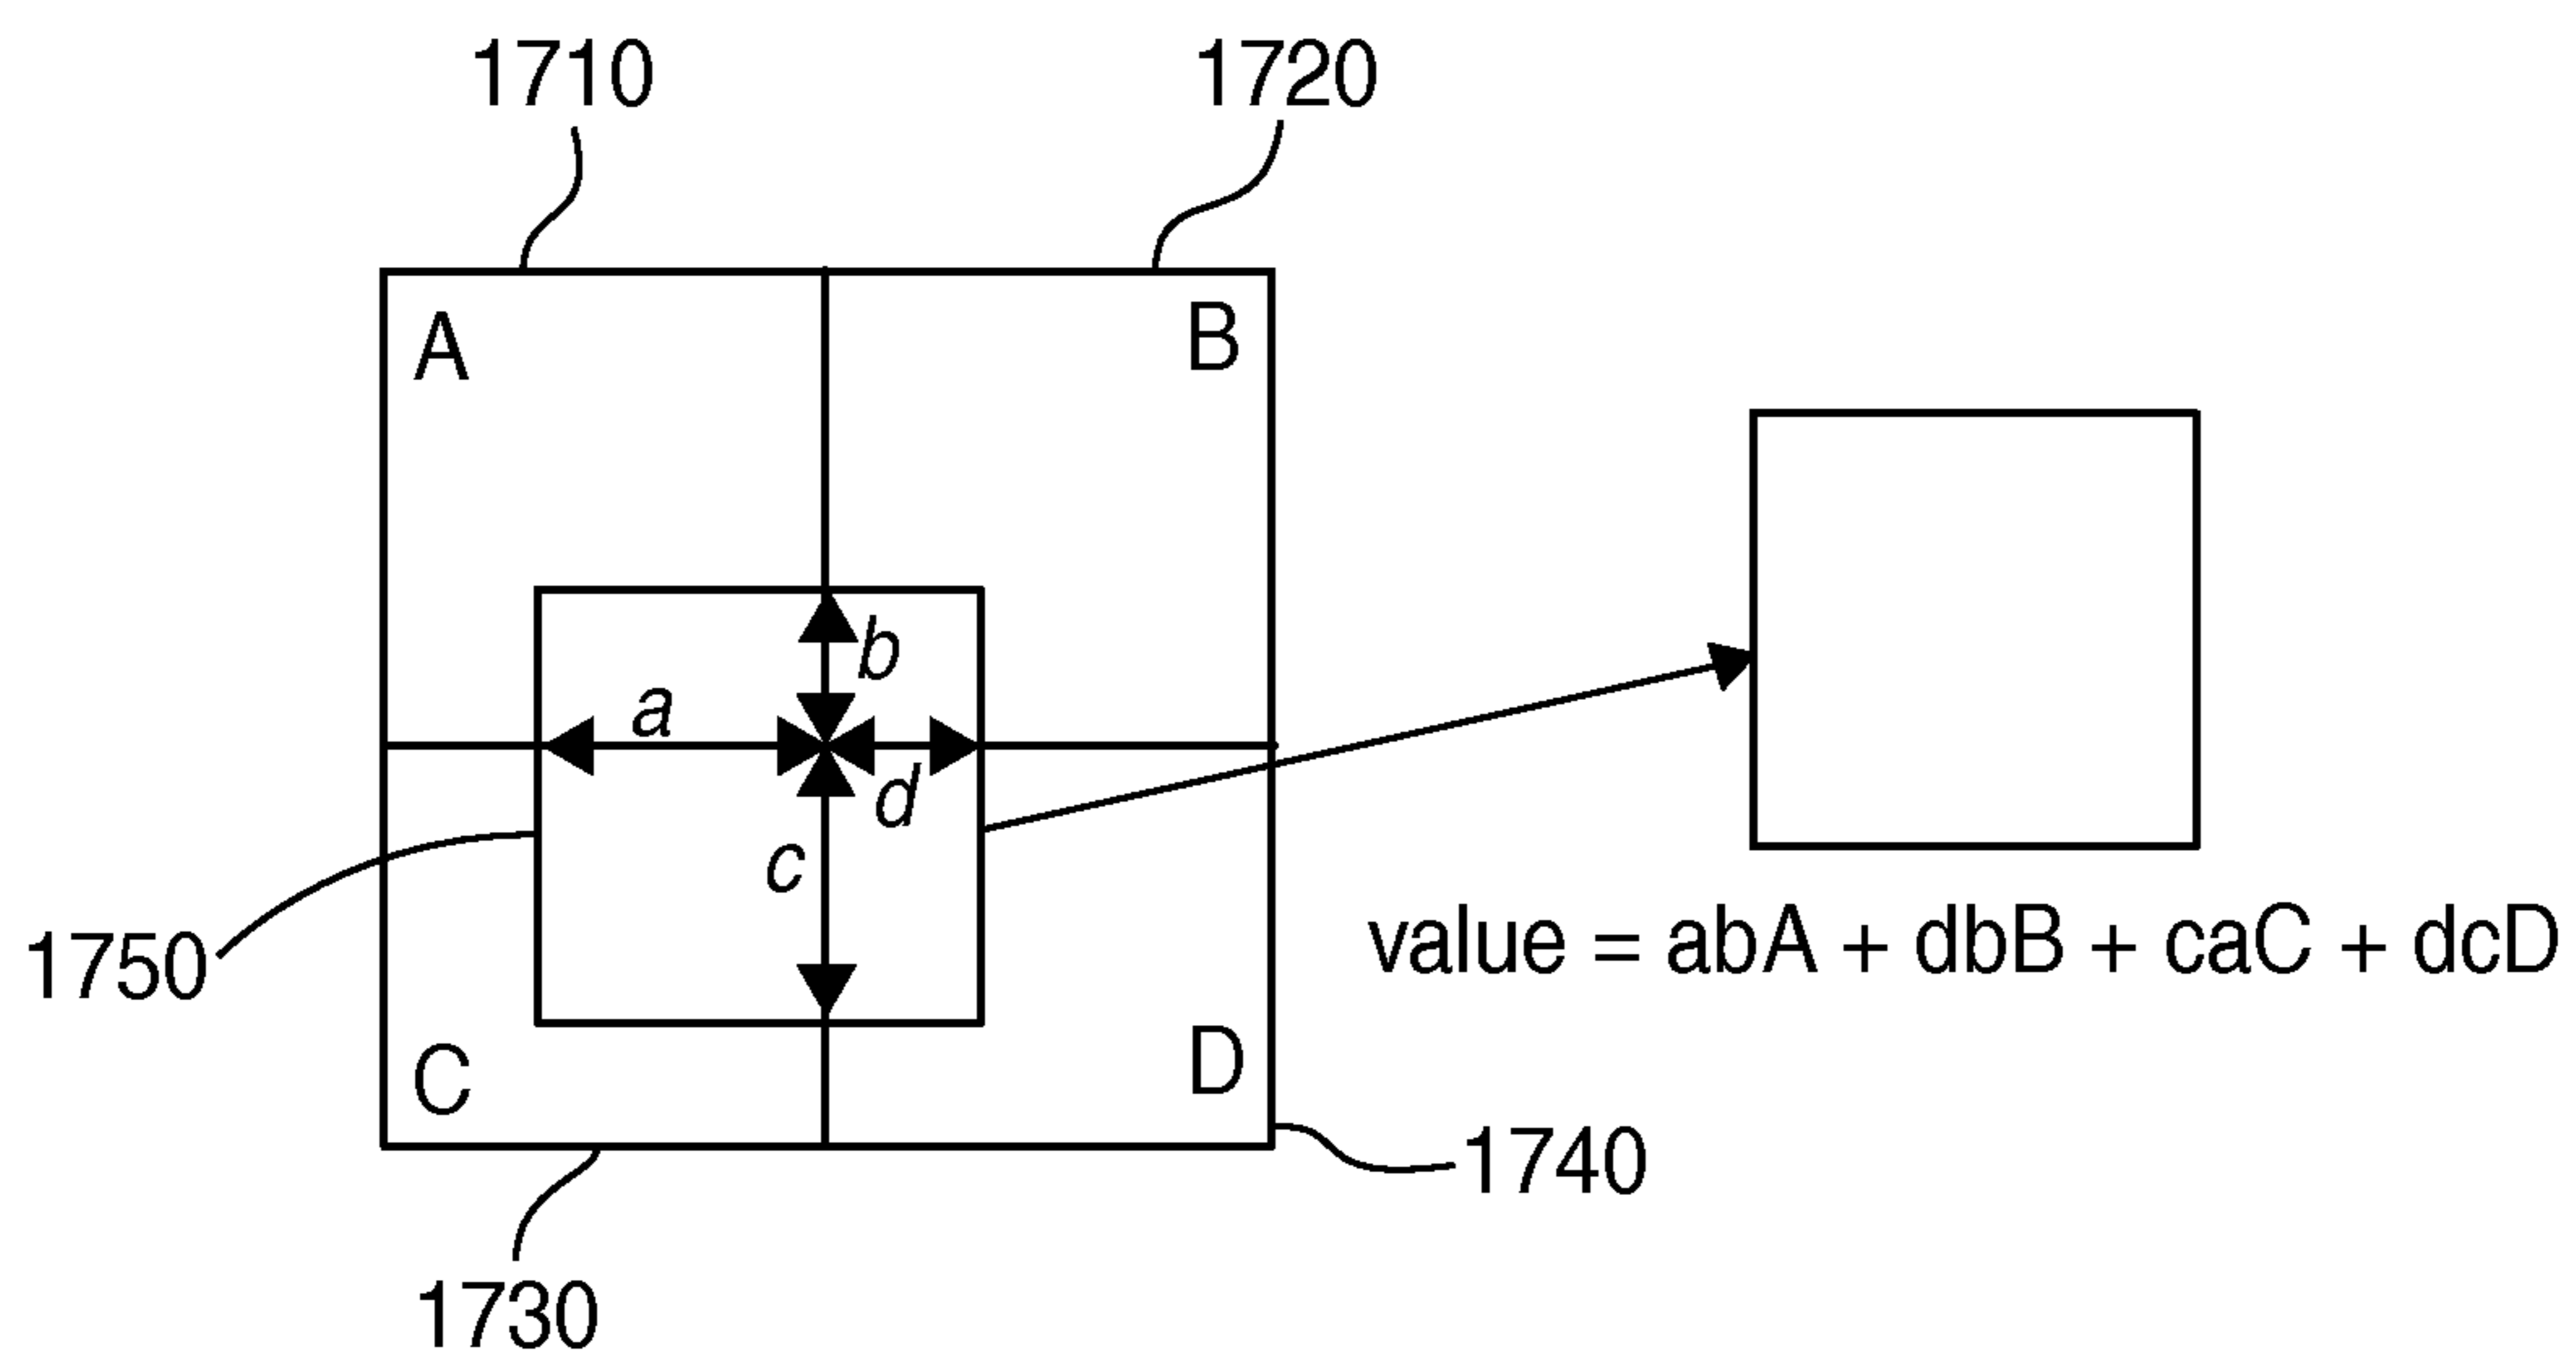 1710
1720
A
B
b
a
d
c
1750
value = abA + dbB + caC + dcD
C
D
1740
1730